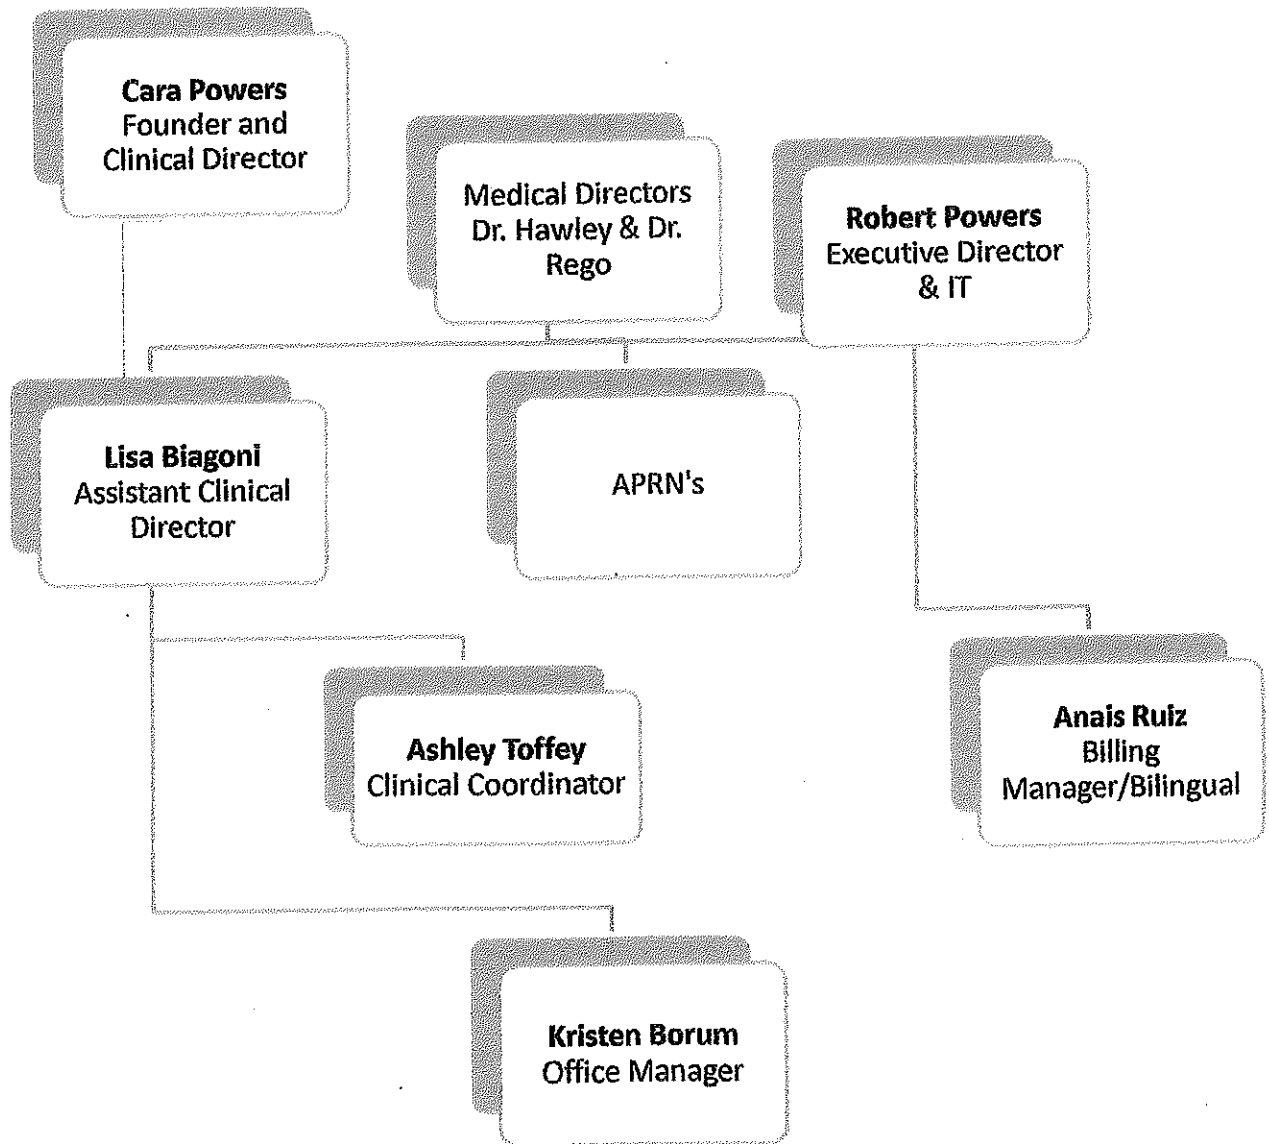 Cara Powers
Founder and
Clinical Director
Medical Directors
Dr. Hawley & Dr.
Rego
Robert Powers
Executive Director
& IT
Lisa Biagoni
Assistant Clinical
Director
APRN's
Ashley Toffey
Clinical Coordinator
Anais Ruiz
Billing
Manager/Bilingual
Kristen Borum
Office Manager